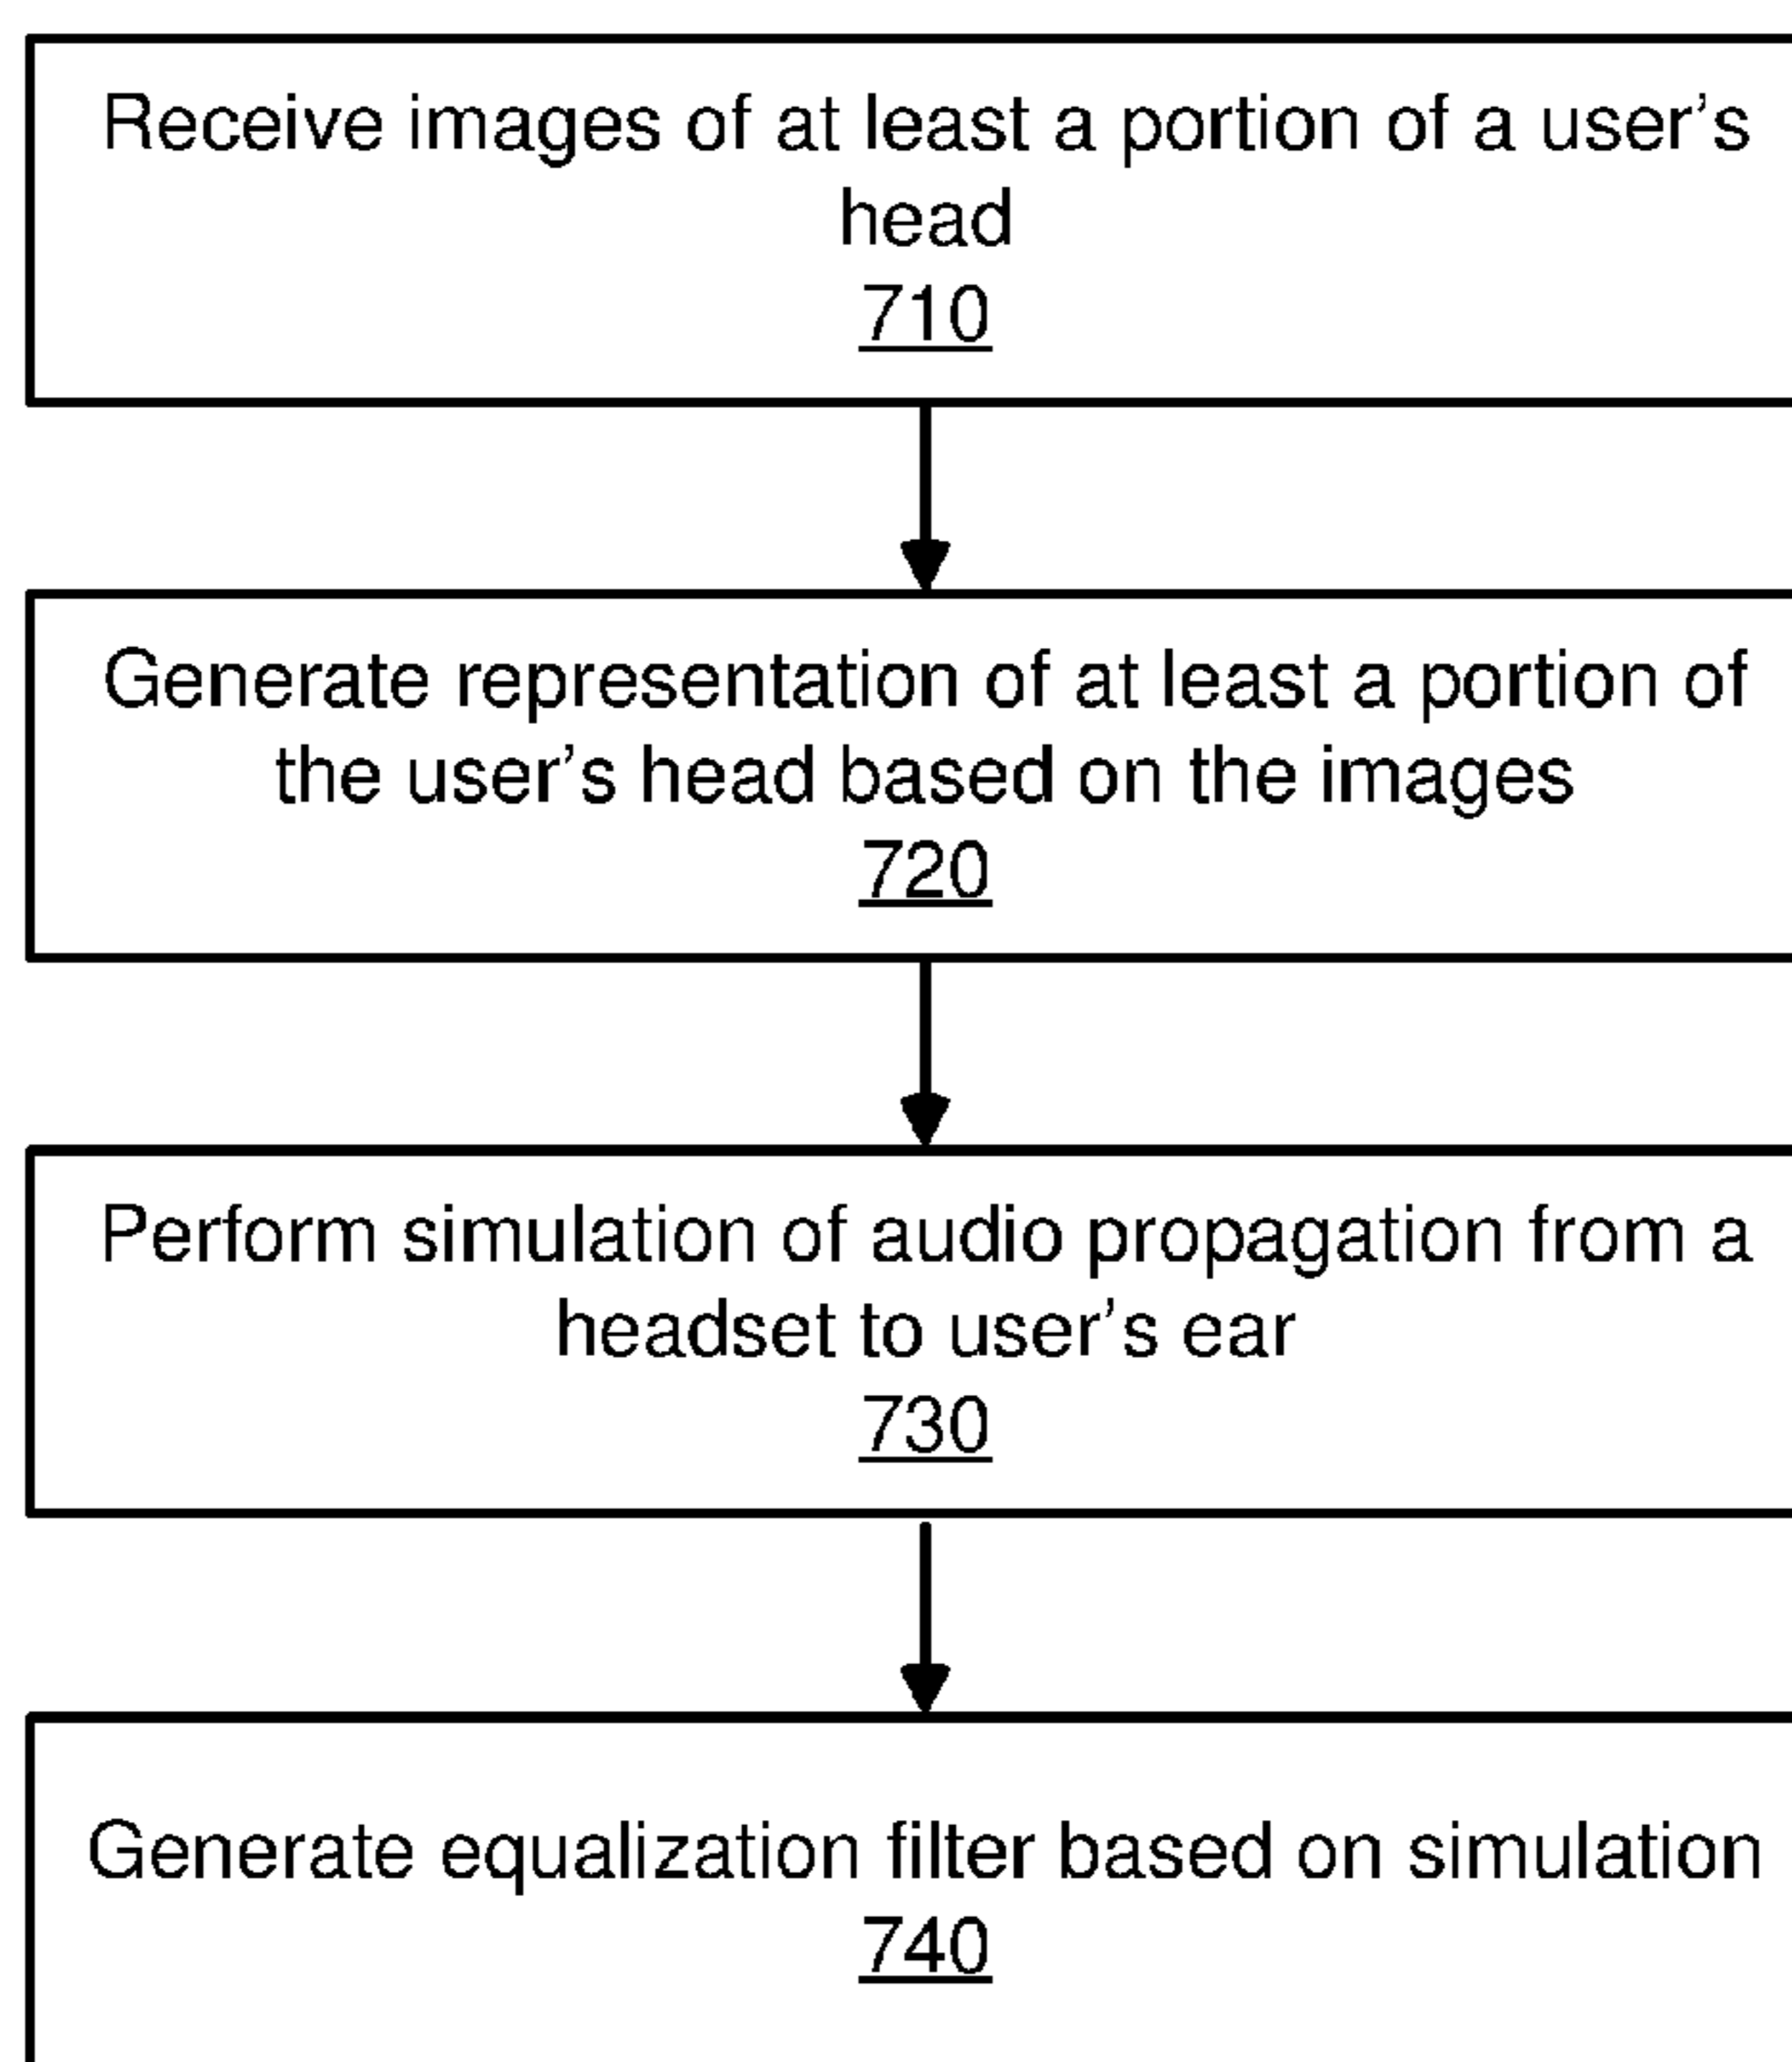 Receive images of at least a portion of a user’s
head
710
Generate representation of at least a portion of
the user’s head based on the images
720
Perform simulation of audio propagation from a
headset to user’s ear
730
Generate equalization filter based on simulation
740